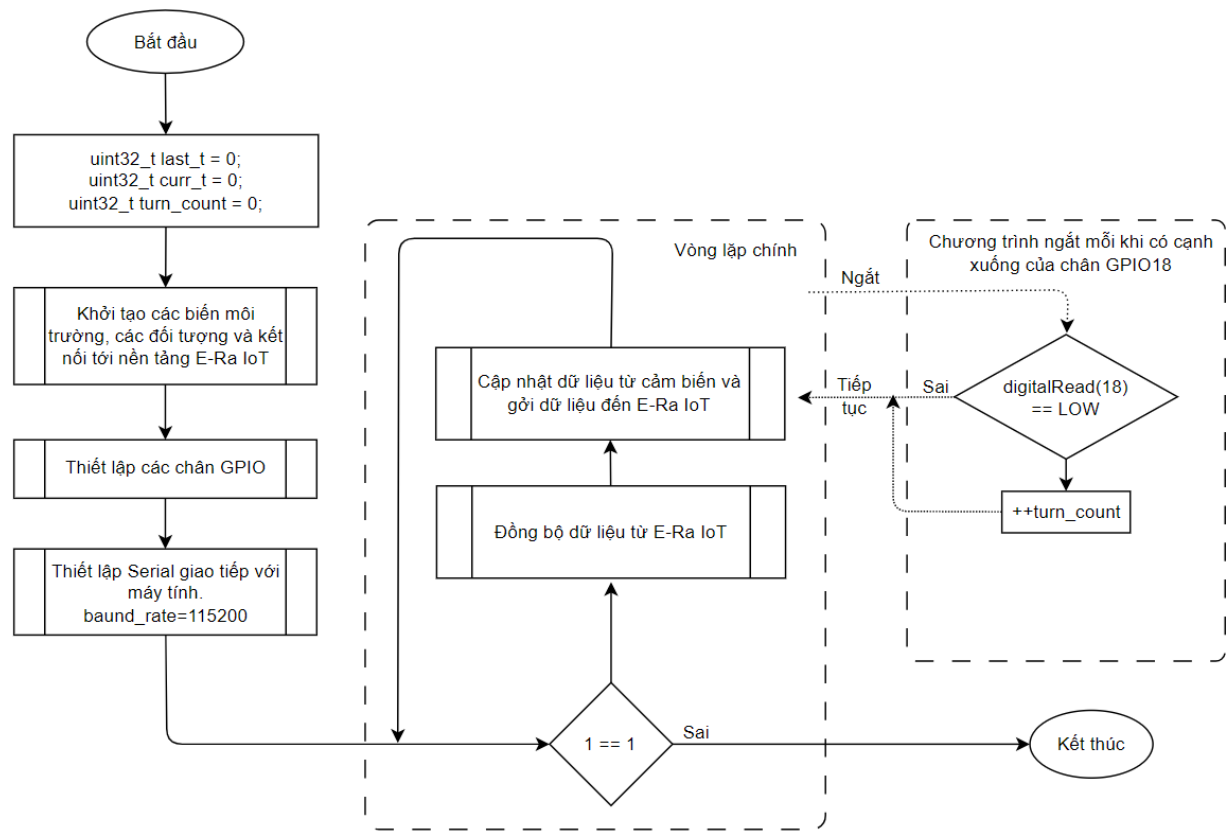 Bắt đầu
uint32_t last_t = 0;
uint32_t curr_t = 0;
uint32_t turn_count = 0;
Khởi tạo các biến môi
trường, các đối tượng và kết
nối tới nền tảng E-Ra IoT
Thiết lập các chân GPIO
Thiết lập Serial giao tiếp với
máy tính.
baund_rate=115200
Vòng lặp chính
Cập nhật dữ liệu từ cảm biến và
gởi dữ liệu đến E-Ra IoT
Đồng bộ dữ liệu từ E-Ra IoT
1 == 1
Sai
Chương trình ngắt mỗi khi có cạnh
xuống của chân GPIO18
Ngắt
digitalRead(18)
== LOW
Sai
Tiếp
tục
++turn_count
Kết thúc